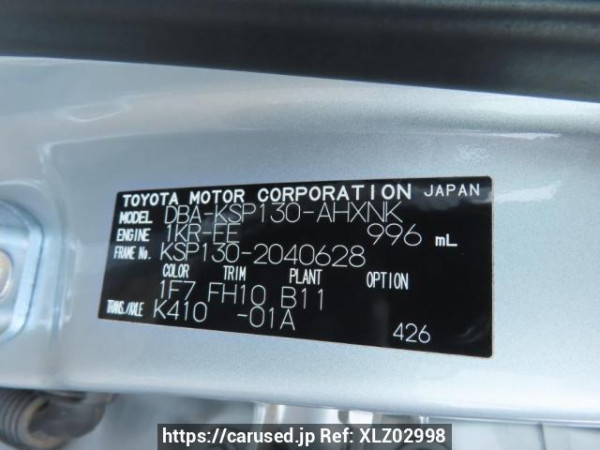 TOYOTA MOTOR CORPORATION JAPAN
MODEL DBA-KSP130-AHXNK
ENGINE 1KR-FE 996 mL
FRAME No. KSP130-2040628
COLOR TRIM PLANT OPTION
1F7 FH10 B11
TRANS./AXLE K410 -01A
426
https://carused.jp Ref: XLZ02998